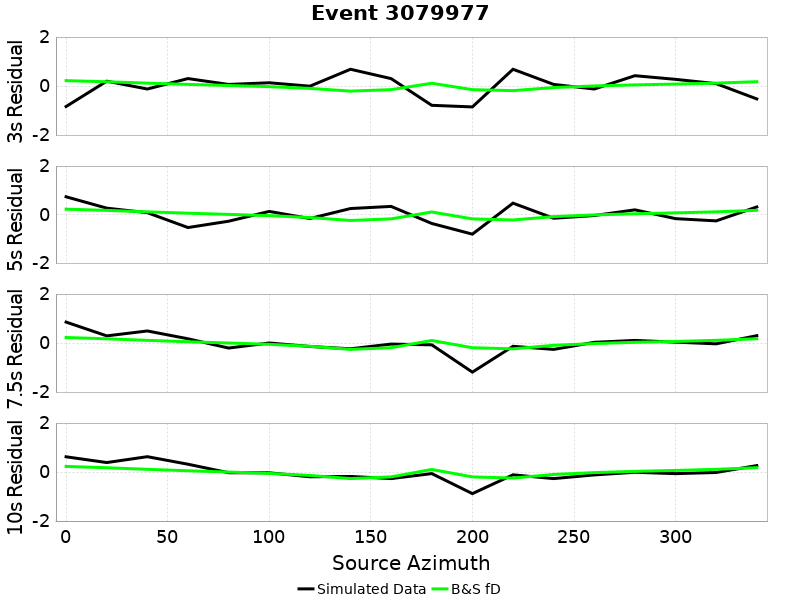 Event 3079977
3s Residual
2
0
-2
5s Residual
2
0
-2
7.5s Residual
2
0
-2
10s Residual
2
0
-2
0 50 100 150 200 250 300
Source Azimuth
Simulated Data B&S fD